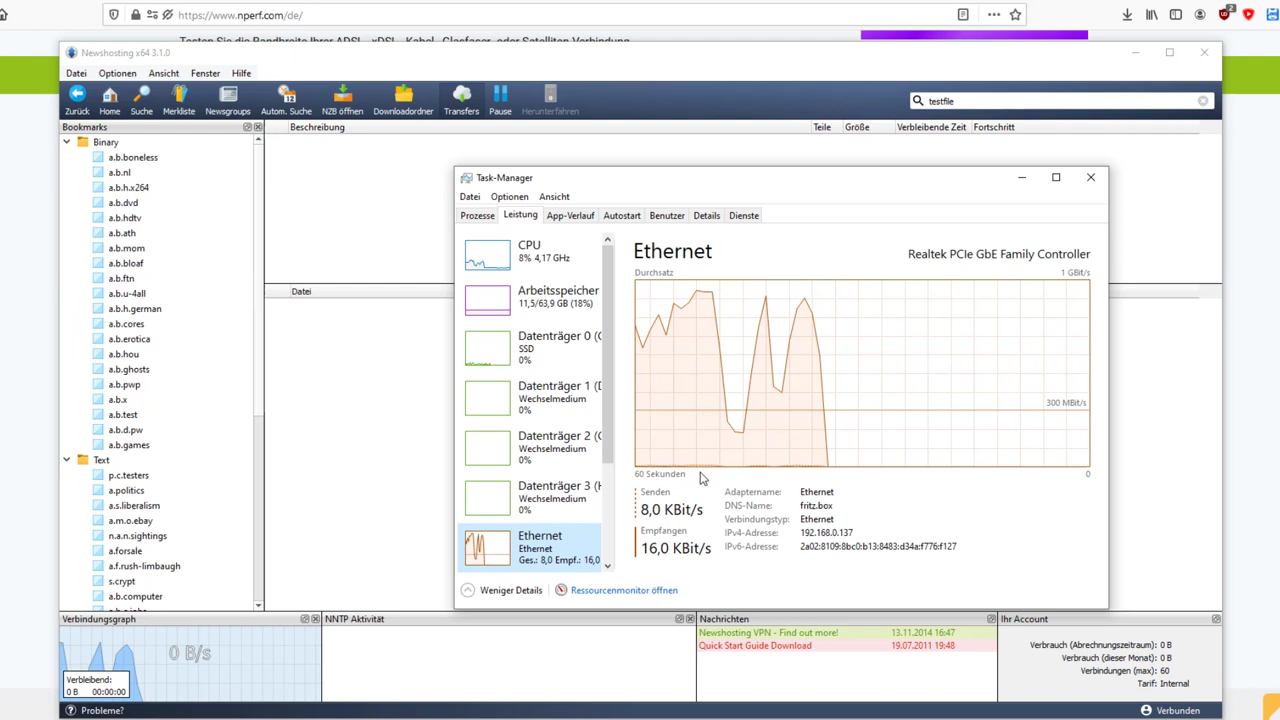 https://www.nperf.com/de/
2
Testen Sie die Bandbreite Ihrer ADSL, xDSL, Kabel, Glasfaser oder Satelliten Verbindung
Newshosting x64 3.1.0
Datei Optionen Ansicht Fenster Hilfe
Zurück Home Suche Merkliste Newsgroups Autom. Suche NZB öffnen Downloadordner Transfers Pause Herunterfahren
testfile
Bookmarks
Beschreibung Teile Größe Verbleibende Zeit Fortschritt
Binary
a.b.boneless
a.b.nl
a.b.h.x264
a.b.dvd
a.b.hdtv
a.b.ath
a.b.mom
a.b.bloaf
a.b.ftn
a.b.u-4all
a.b.h.german
a.b.cores
a.b.erotica
a.b.hou
a.b.ghosts
a.b.pwp
a.b.x
a.b.test
a.b.d.pw
a.b.games
Text
p.c.testers
a.politics
a.s.liberalism
a.m.o.ebay
n.a.n.sightings
a.forsale
a.f.rush-limbaugh
s.crypt
a.b.computer
Datei
Task-Manager
Datei Optionen Ansicht
Prozesse Leistung App-Verlauf Autostart Benutzer Details Dienste
CPU
8% 4,17 GHz
Arbeitsspeicher
11,5/63,9 GB (18%)
Datenträger 0 (C
SSD
0%
Datenträger 1 (D
Wechselmedium
0%
Datenträger 2 (
Wechselmedium
0%
Datenträger 3 (
Wechselmedium
0%
Ethernet
Ethernet
Ges.: 8,0 Empf.: 16,0
Ethernet
Realtek PCIe GbE Family Controller
Durchsatz 1 GBit/s
300 MBit/s
60 Sekunden 0
Senden
8,0 KBit/s
Empfangen
16,0 KBit/s
Adaptername: Ethernet
DNS-Name: fritz.box
Verbindungstyp: Ethernet
IPv4-Adresse: 192.168.0.137
IPv6-Adresse: 2a02:8109:8bc0:b13:8483:d34a:f776:f127
Weniger Details Ressourcenmonitor öffnen
Verbindungsgraph
0 B/s
Verbleibend:
0 B 00:00:00
NNTP Aktivität
Nachrichten
Newshosting VPN - Find out more! 13.11.2014 16:47
Quick Start Guide Download 19.07.2011 19:48
Ihr Account
Verbrauch (Abrechnungszeitraum): 0 B
Verbrauch (dieser Monat): 0 B
Verbindungen (max): 60
Tarif: Internal
Probleme?
Verbunden